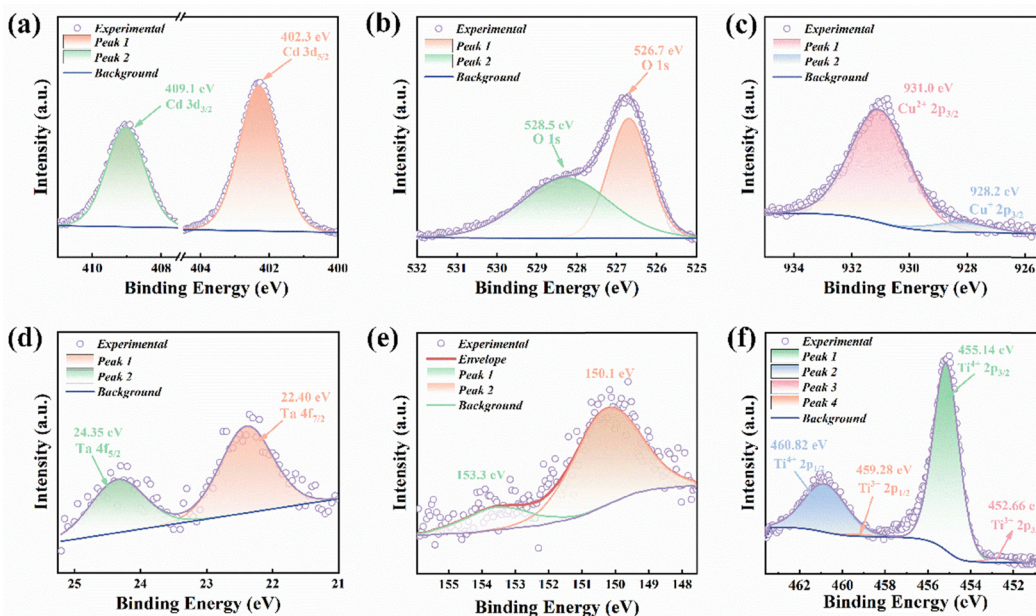 (a)
Experimental
Peak 1
Peak 2
Background
402.3 eV
Cd 3d5/2
409.1 eV
Cd 3d3/2
Intensity (a.u.)
410 408 404 402 400
Binding Energy (eV)
(b)
Experimental
Peak 1
Peak 2
Background
526.7 eV
O 1s
528.5 eV
O 1s
Intensity (a.u.)
532 531 530 529 528 527 526 525
Binding Energy (eV)
(c)
Experimental
Peak 1
Peak 2
Background
931.0 eV
Cu2+ 2p3/2
928.2 eV
Cu+ 2p3/2
Intensity (a.u.)
934 932 930 928 926
Binding Energy (eV)
(d)
Experimental
Peak 1
Peak 2
Background
22.40 eV
Ta 4f7/2
24.35 eV
Ta 4f5/2
Intensity (a.u.)
25 24 23 22 21
Binding Energy (eV)
(e)
Experimental
Envelope
Peak 1
Peak 2
Background
150.1 eV
153.3 eV
Intensity (a.u.)
155 154 153 152 151 150 149 148
Binding Energy (eV)
(f)
Experimental
Peak 1
Peak 2
Peak 3
Peak 4
Background
455.14 eV
Ti4+ 2p3/2
460.82 eV
Ti4+ 2p1/2
459.28 eV
Ti3+ 2p1/2
452.66 e
Ti3+ 2p3/
Intensity (a.u.)
462 460 458 456 454 452
Binding Energy (eV)